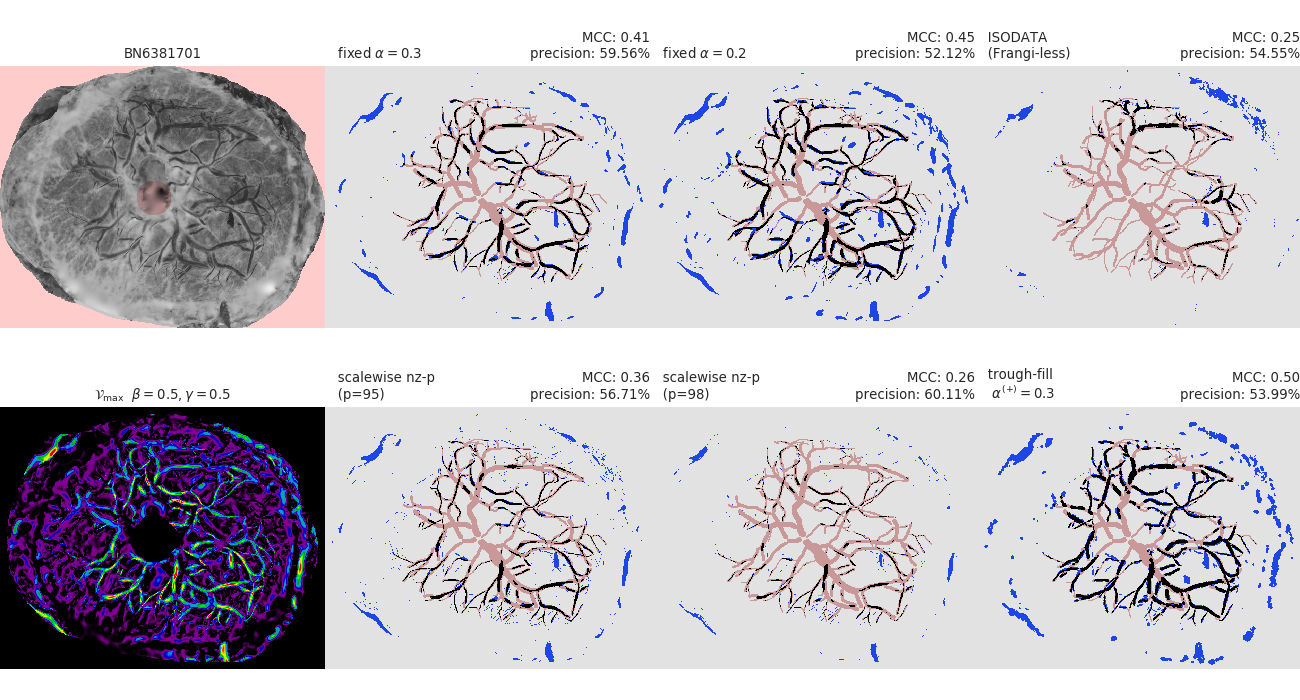 BN6381701
fixed α = 0.3
MCC: 0.41
precision: 59.56%
fixed α = 0.2
MCC: 0.45
precision: 52.12%
ISODATA
(Frangi-less)
MCC: 0.25
precision: 54.55%
𝒱max β = 0.5, γ = 0.5
scalewise nz-p
(p=95)
MCC: 0.36
precision: 56.71%
scalewise nz-p
(p=98)
MCC: 0.26
precision: 60.11%
trough-fill
α(+) = 0.3
MCC: 0.50
precision: 53.99%